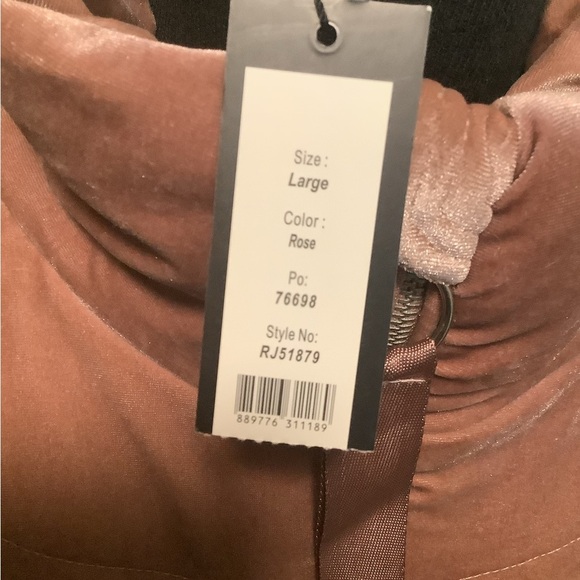 Size :
Large
Color :
Rose
Po:
76698
Style No:
RJ51879
889776 311189